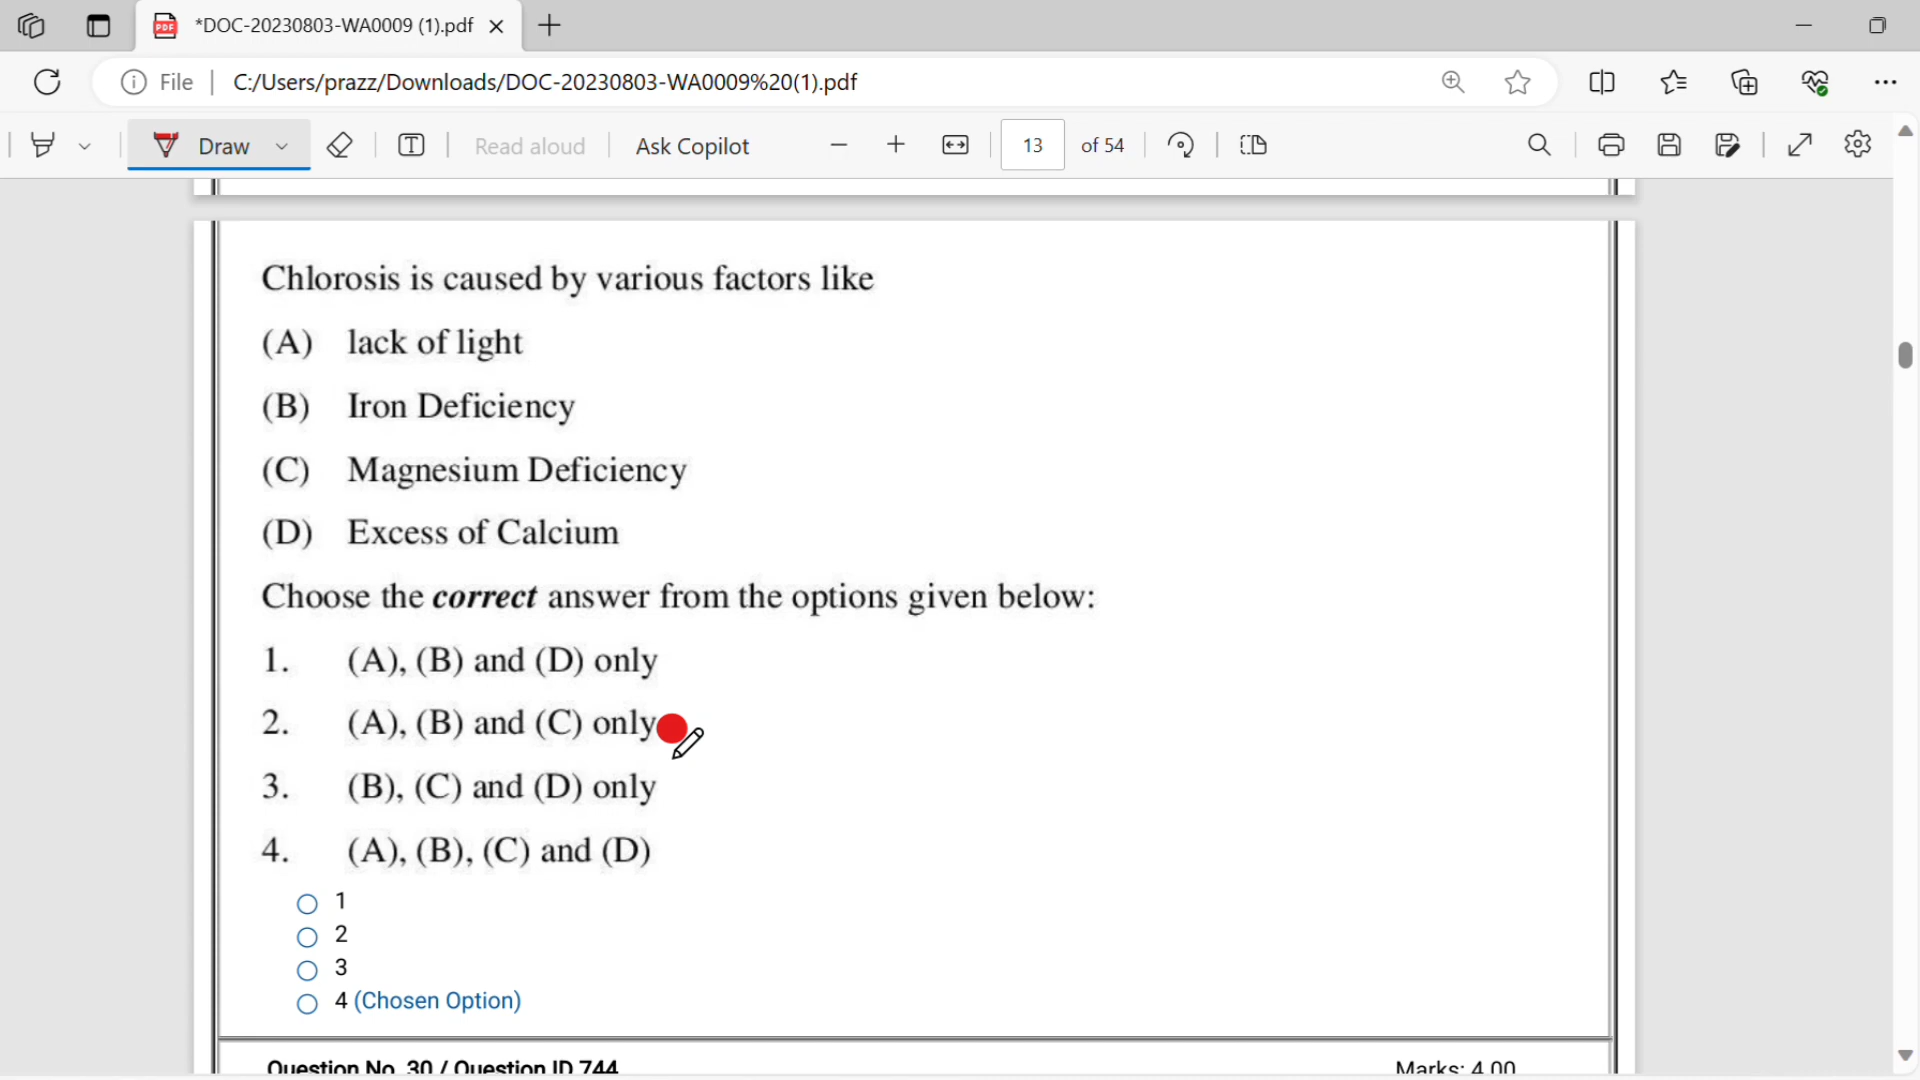 *DOC-20230803-WA0009 (1).pdf
File
C:/Users/prazz/Downloads/DOC-20230803-WA0009%20(1).pdf
Draw
Read aloud
Ask Copilot
13 of 54
Chlorosis is caused by various factors like
(A) lack of light
(B) Iron Deficiency
(C) Magnesium Deficiency
(D) Excess of Calcium
Choose the correct answer from the options given below:
1. (A), (B) and (D) only
2. (A), (B) and (C) only
3. (B), (C) and (D) only
4. (A), (B), (C) and (D)
1
2
3
4 (Chosen Option)
Question No. 30 / Question ID 744
Marks: 4.00